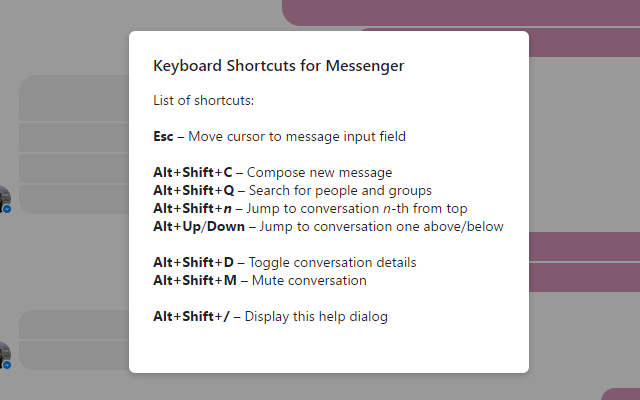 Keyboard Shortcuts for Messenger
List of shortcuts:
Esc – Move cursor to message input field
Alt+Shift+C – Compose new message
Alt+Shift+Q – Search for people and groups
Alt+Shift+n – Jump to conversation n-th from top
Alt+Up/Down – Jump to conversation one above/below
Alt+Shift+D – Toggle conversation details
Alt+Shift+M – Mute conversation
Alt+Shift+/ – Display this help dialog